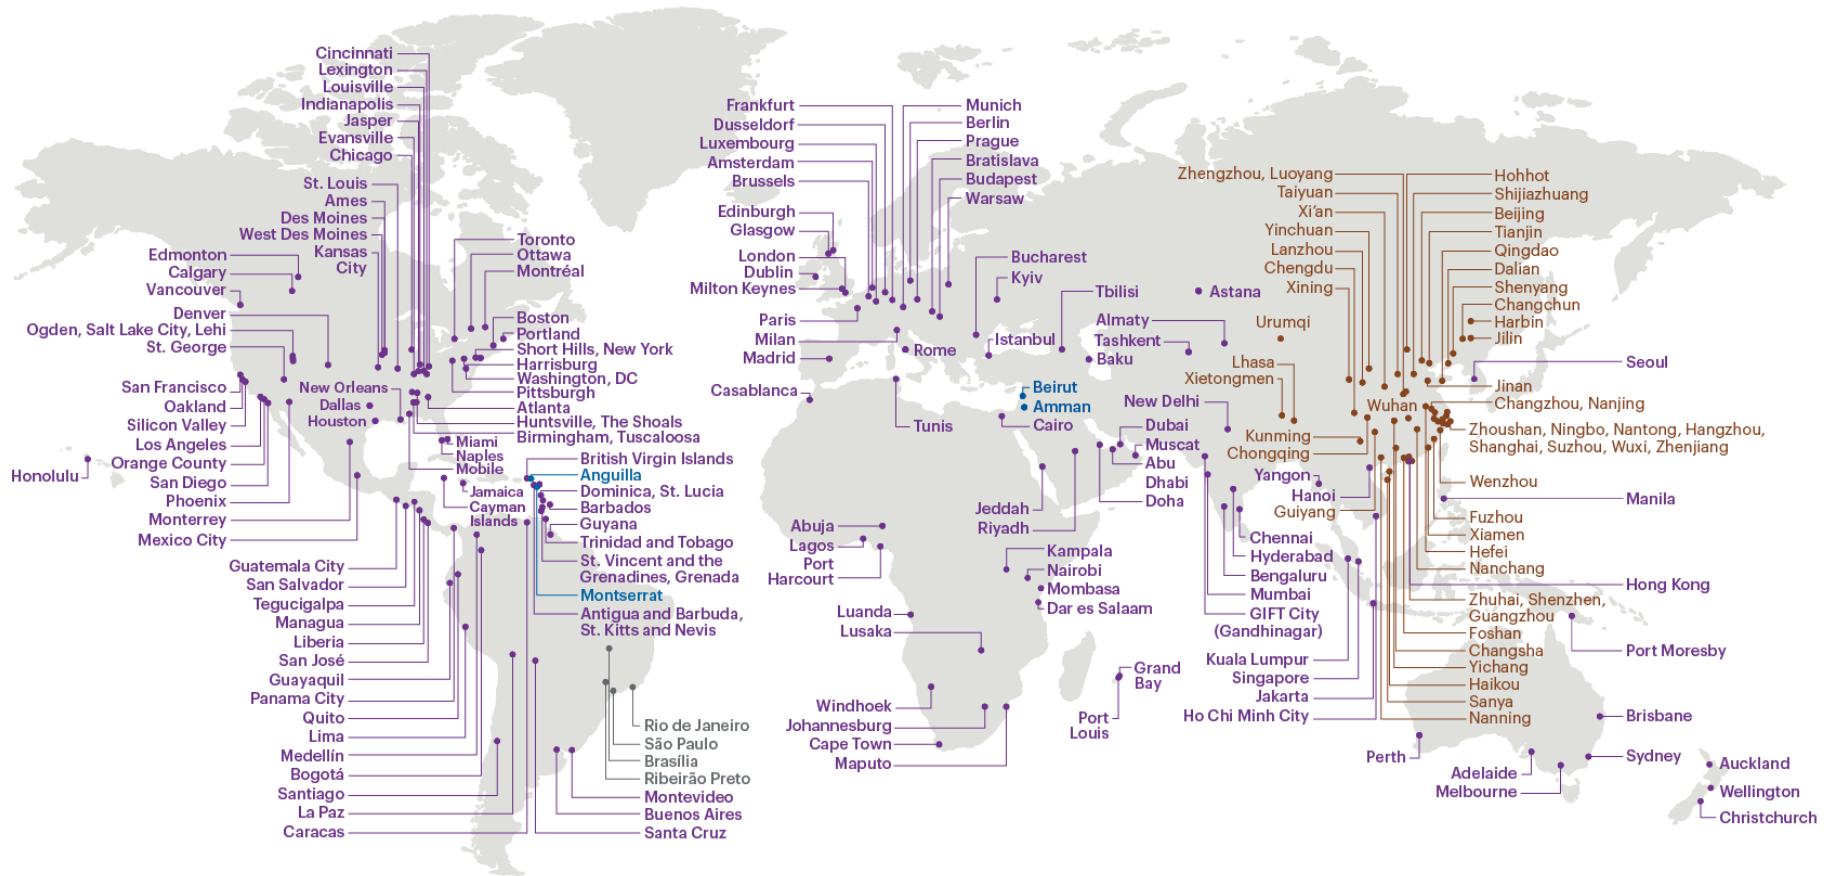 Cincinnati
Lexington
Louisville
Indianapolis
Jasper
Evansville
Chicago
St. Louis
Ames
Des Moines
West Des Moines
Kansas
City
Edmonton
Calgary
Vancouver
Denver
Ogden, Salt Lake City, Lehi
St. George
San Francisco
Oakland
Silicon Valley
Los Angeles
Orange County
San Diego
Phoenix
Monterrey
Mexico City
Honolulu
New Orleans
Dallas
Houston
Toronto
Ottawa
Montréal
Boston
Portland
Short Hills, New York
Harrisburg
Washington, DC
Pittsburgh
Atlanta
Huntsville, The Shoals
Birmingham, Tuscaloosa
Miami
Naples
Mobile
Jamaica
Cayman
Islands
British Virgin Islands
Anguilla
Dominica, St. Lucia
Barbados
Guyana
Trinidad and Tobago
St. Vincent and the
Grenadines, Grenada
Montserrat
Antigua and Barbuda,
St. Kitts and Nevis
Guatemala City
San Salvador
Tegucigalpa
Managua
Liberia
San José
Guayaquil
Panama City
Quito
Lima
Medellín
Bogotá
Santiago
La Paz
Caracas
Rio de Janeiro
São Paulo
Brasília
Ribeirão Preto
Montevideo
Buenos Aires
Santa Cruz
Frankfurt
Dusseldorf
Luxembourg
Amsterdam
Brussels
Edinburgh
Glasgow
London
Dublin
Milton Keynes
Paris
Milan
Madrid
Casablanca
Munich
Berlin
Prague
Bratislava
Budapest
Warsaw
Bucharest
Kyiv
Rome
Istanbul
Tbilisi
Astana
Almaty
Tashkent
Baku
Beirut
Amman
Cairo
Tunis
New Delhi
Dubai
Muscat
Abu
Dhabi
Doha
Jeddah
Riyadh
Abuja
Lagos
Port
Harcourt
Kampala
Nairobi
Mombasa
Dar es Salaam
Luanda
Lusaka
Windhoek
Johannesburg
Cape Town
Maputo
Grand
Bay
Port
Louis
Chennai
Hyderabad
Bengaluru
Mumbai
GIFT City
(Gandhinagar)
Kuala Lumpur
Singapore
Jakarta
Ho Chi Minh City
Zhengzhou, Luoyang
Taiyuan
Xi'an
Yinchuan
Lanzhou
Chengdu
Xining
Urumqi
Lhasa
Xietongmen
Wuhan
Kunming
Chongqing
Yangon
Hanoi
Guiyang
Hohhot
Shijiazhuang
Beijing
Tianjin
Qingdao
Dalian
Shenyang
Changchun
Harbin
Jilin
Seoul
Jinan
Changzhou, Nanjing
Zhoushan, Ningbo, Nantong, Hangzhou,
Shanghai, Suzhou, Wuxi, Zhenjiang
Wenzhou
Manila
Fuzhou
Xiamen
Hefei
Nanchang
Hong Kong
Zhuhai, Shenzhen,
Guangzhou
Foshan
Changsha
Yichang
Haikou
Sanya
Nanning
Port Moresby
Brisbane
Sydney
Perth
Adelaide
Melbourne
Auckland
Wellington
Christchurch